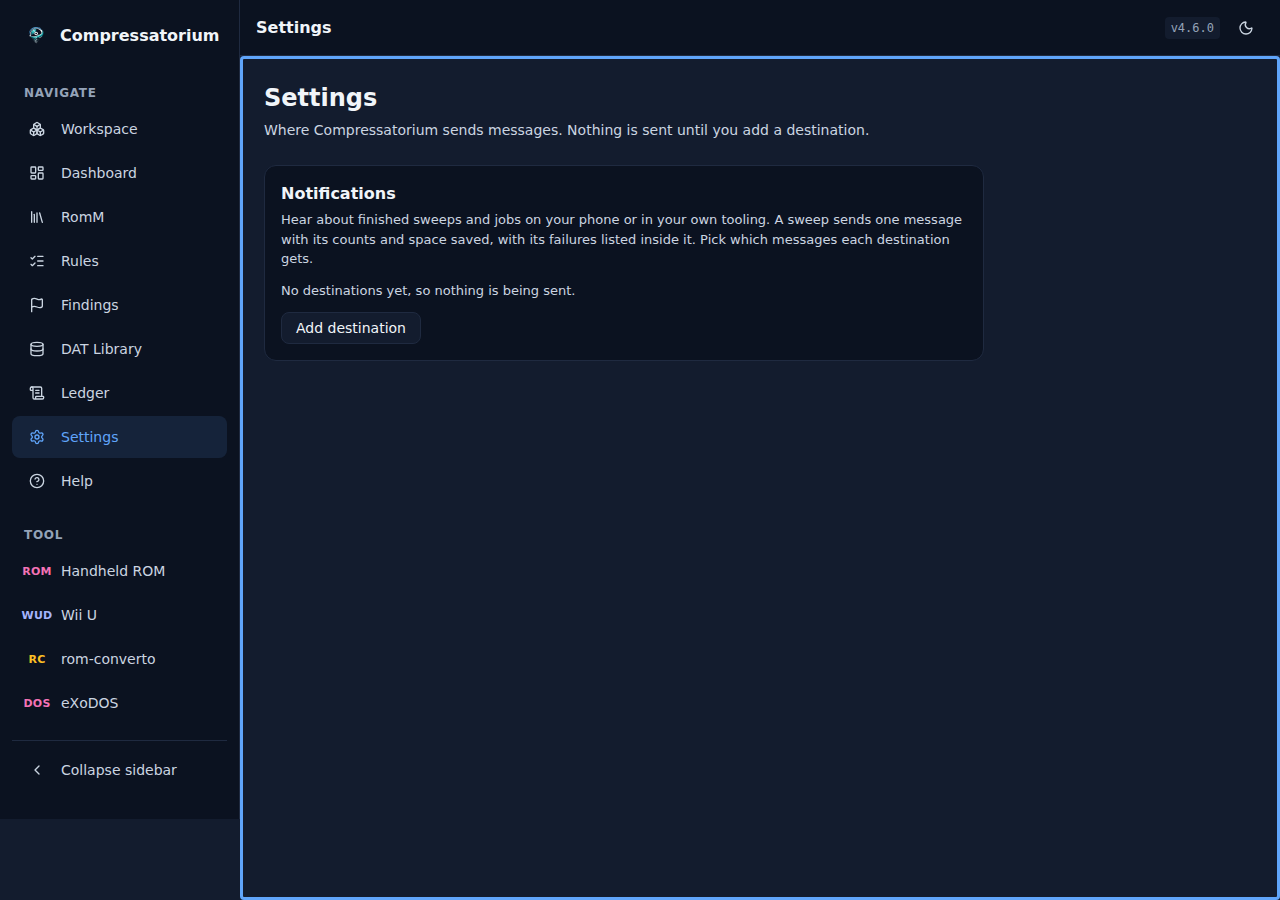 Compressatorium
Settings
v4.6.0
NAVIGATE
Workspace
Dashboard
RomM
Rules
Findings
DAT Library
Ledger
Settings
Help
TOOL
ROM Handheld ROM
WUD Wii U
RC rom-converto
DOS eXoDOS
Collapse sidebar
Settings
Where Compressatorium sends messages. Nothing is sent until you add a destination.
Notifications
Hear about finished sweeps and jobs on your phone or in your own tooling. A sweep sends one message
with its counts and space saved, with its failures listed inside it. Pick which messages each destination
gets.
No destinations yet, so nothing is being sent.
Add destination